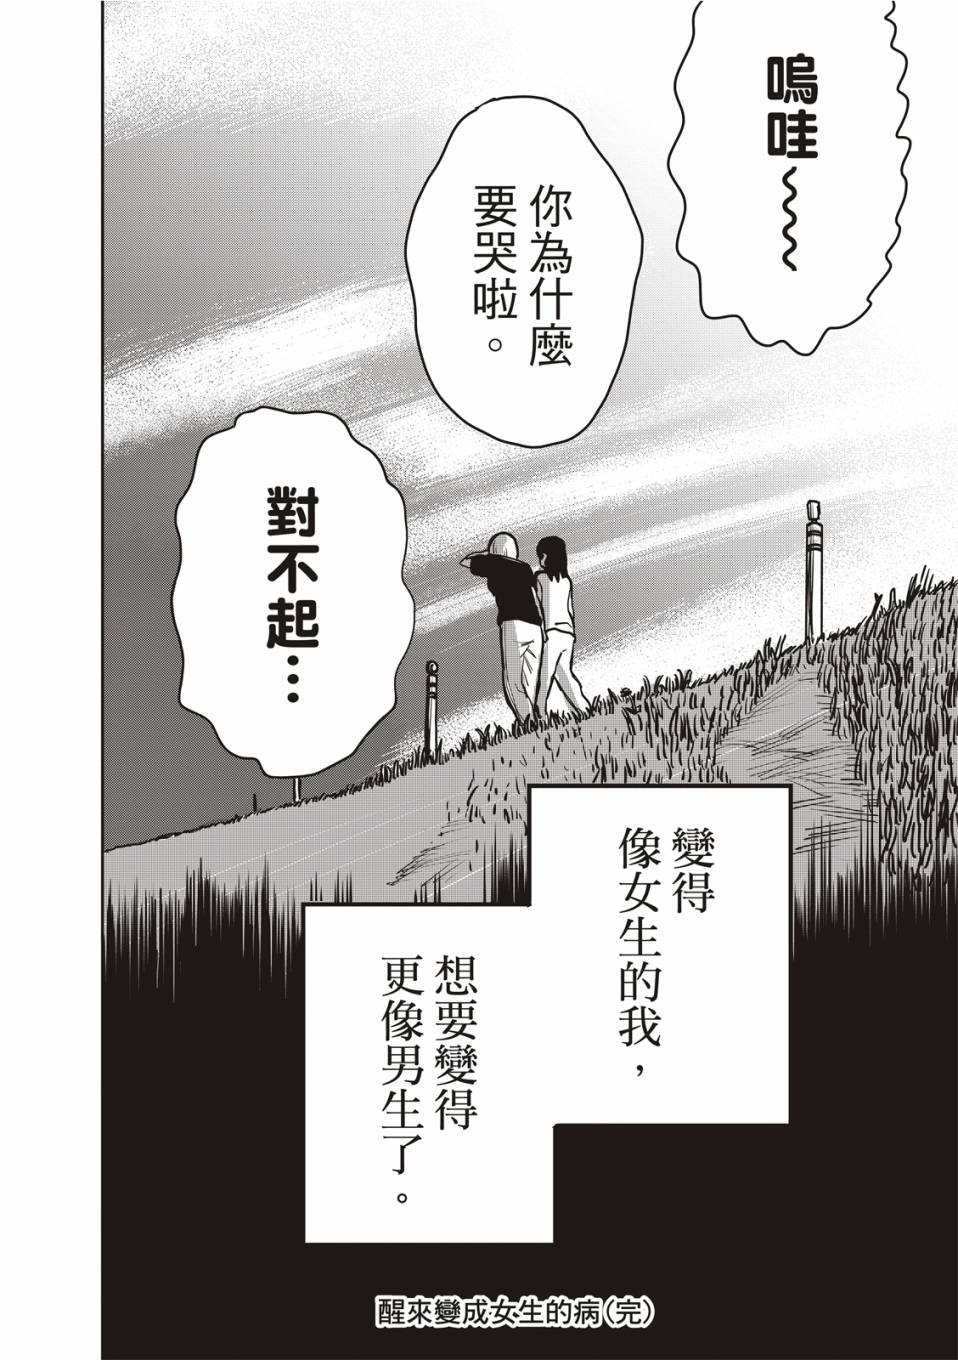 嗚哇～～
你為什麼
要哭啦。
對不起…
變得
像女生的我，
想要變得
更像男生了。
醒來變成女生的病（完）